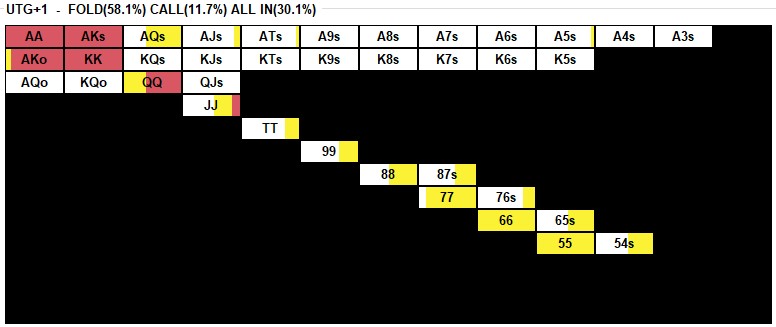 UTG+1 - FOLD(58.1%) CALL(11.7%) ALL IN(30.1%)
AA AKs AQs AJs ATs A9s A8s A7s A6s A5s A4s A3s
AKo KK KQs KJs KTs K9s K8s K7s K6s K5s
AQo KQo QQ QJs
JJ
TT
99
88 87s
77 76s
66 65s
55 54s